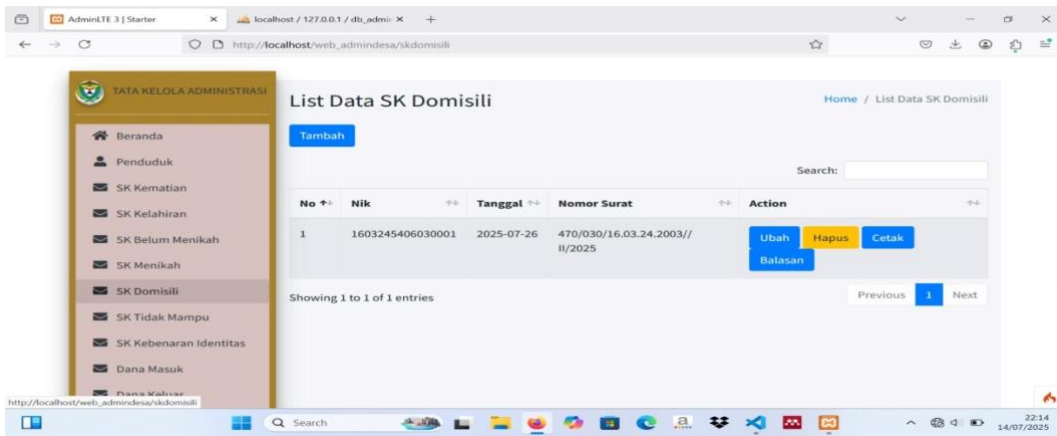 AdminLTE 3 | Starter
localhost / 127.0.0.1 / db_admin
http://localhost/web_admindesa/skdomisili
TATA KELOLA ADMINISTRASI
List Data SK Domisili
Home / List Data SK Domisili
Tambah
Beranda
Penduduk
SK Kematian
SK Kelahiran
SK Belum Menikah
SK Menikah
SK Domisili
SK Tidak Mampu
SK Kebenaran Identitas
Dana Masuk
Dana Keluar
Search:
No Nik Tanggal Nomor Surat Action
1 1603245406030001 2025-07-26 470/030/16.03.24.2003//
II/2025
Ubah Hapus Cetak
Balasan
Showing 1 to 1 of 1 entries
Previous 1 Next
http://localhost/web_admindesa/skdomisili
Search
22:14
14/07/2025